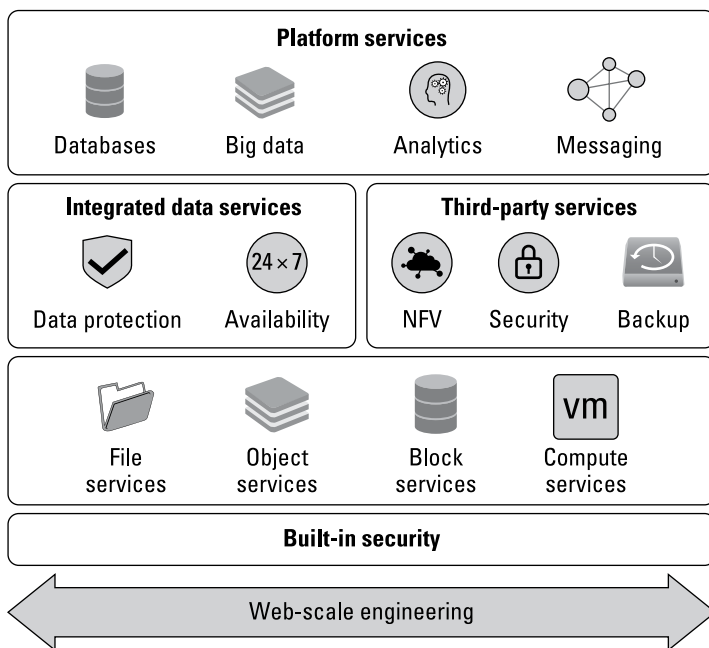 Platform services
Databases
Big data
Analytics
Messaging
Integrated data services
24 × 7
Data protection
Availability
Third-party services
NFV
Security
Backup
File
services
Object
services
Block
services
vm
Compute
services
Built-in security
Web-scale engineering